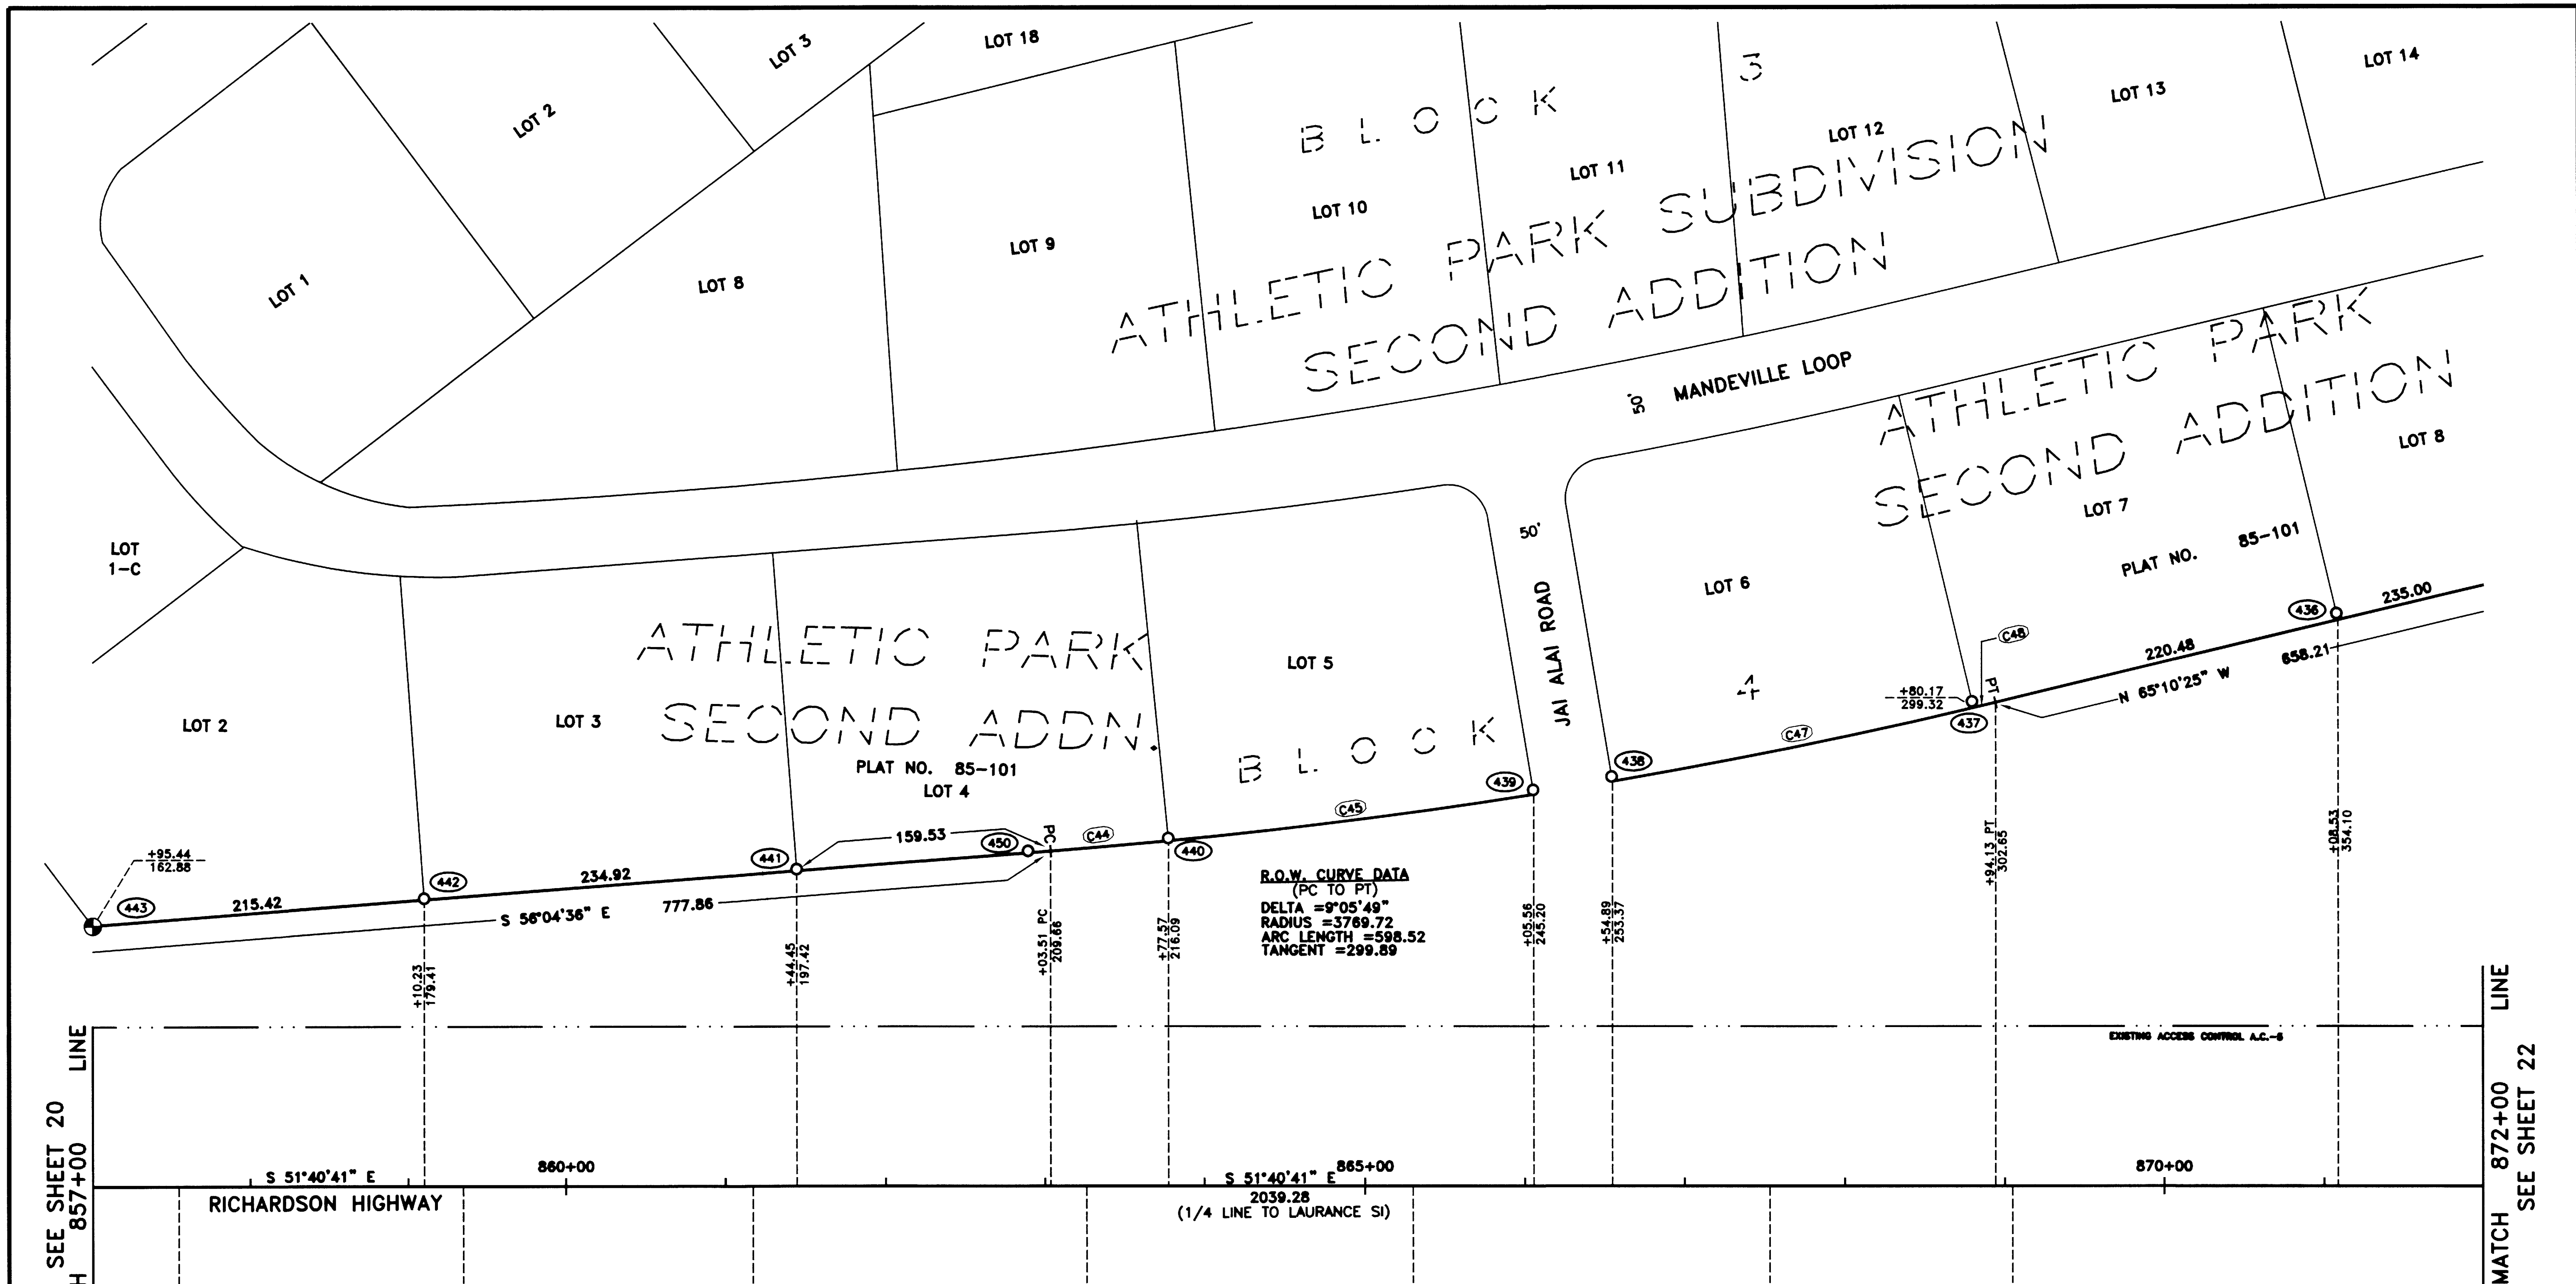 LOT 3
LOT 18
LOT 2
LOT 1
LOT 8
LOT 9
LOT 10
LOT 11
LOT 12
LOT 13
LOT 14
BLOCK 3
ATHLETIC PARK SUBDIVISION
SECOND ADDITION
50'
MANDEVILLE LOOP
ATHLETIC PARK
SECOND ADDITION
LOT 8
LOT 7
PLAT NO. 85-101
LOT
1-C
LOT 2
LOT 3
ATHLETIC PARK
SECOND ADDN.
PLAT NO. 85-101
LOT 4
LOT 5
BLOCK 4
50'
JAI ALAI ROAD
LOT 6
+95.44
162.88
443
215.42
442
234.92
441
159.53
450
PC
C44
440
C45
439
438
C47
+80.17
299.32
437
PT
C48
220.48
436
235.00
658.21
N 65°10'25" W
S 56°04'36" E
777.86
R.O.W. CURVE DATA
(PC TO PT)
DELTA =9°05'49"
RADIUS =3769.72
ARC LENGTH =598.52
TANGENT =299.89
+10.23
179.41
+44.45
197.42
+03.51 PC
209.66
+77.57
216.09
+05.56
245.20
+54.89
253.37
+94.13 PT
302.65
+08.53
354.10
EXISTING ACCESS CONTROL A.C.-5
SEE SHEET 20
H 857+00 LINE
S 51°40'41" E
860+00
RICHARDSON HIGHWAY
S 51°40'41" E
865+00
2039.28
(1/4 LINE TO LAURANCE SI)
870+00
MATCH 872+00 LINE
SEE SHEET 22